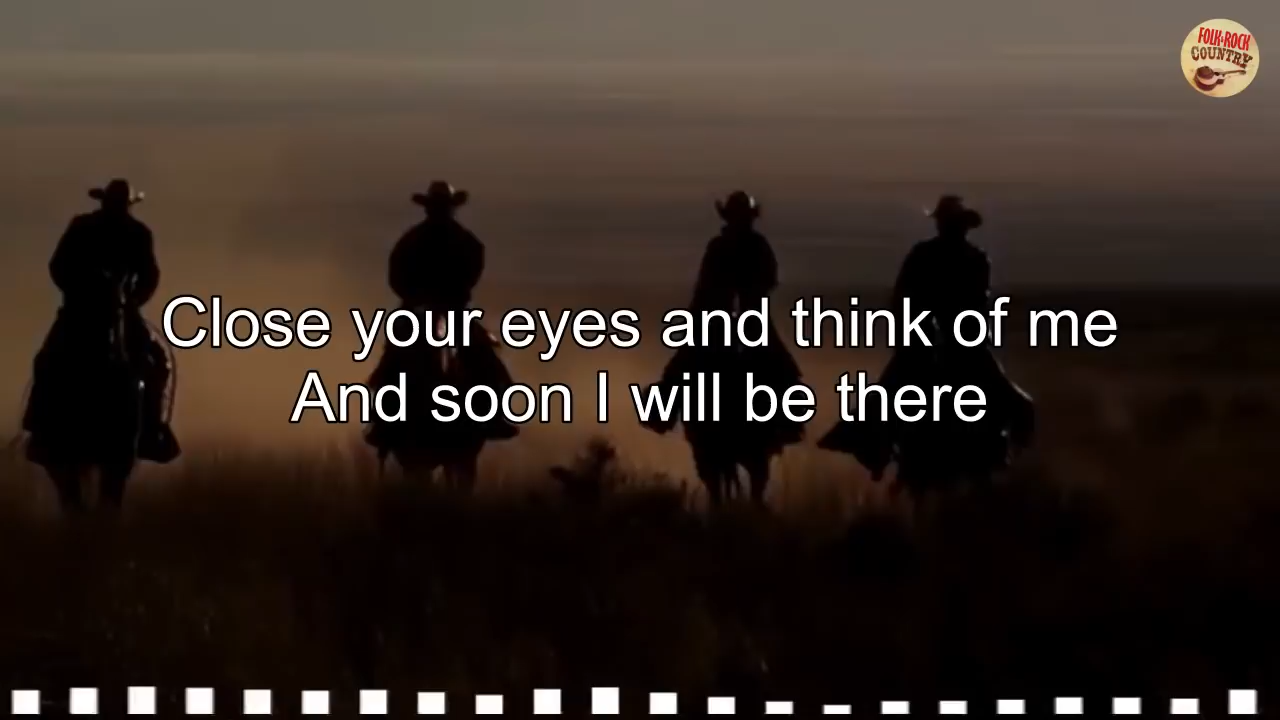 FOLK & ROCK
COUNTRY
Close your eyes and think of me
And soon I will be there